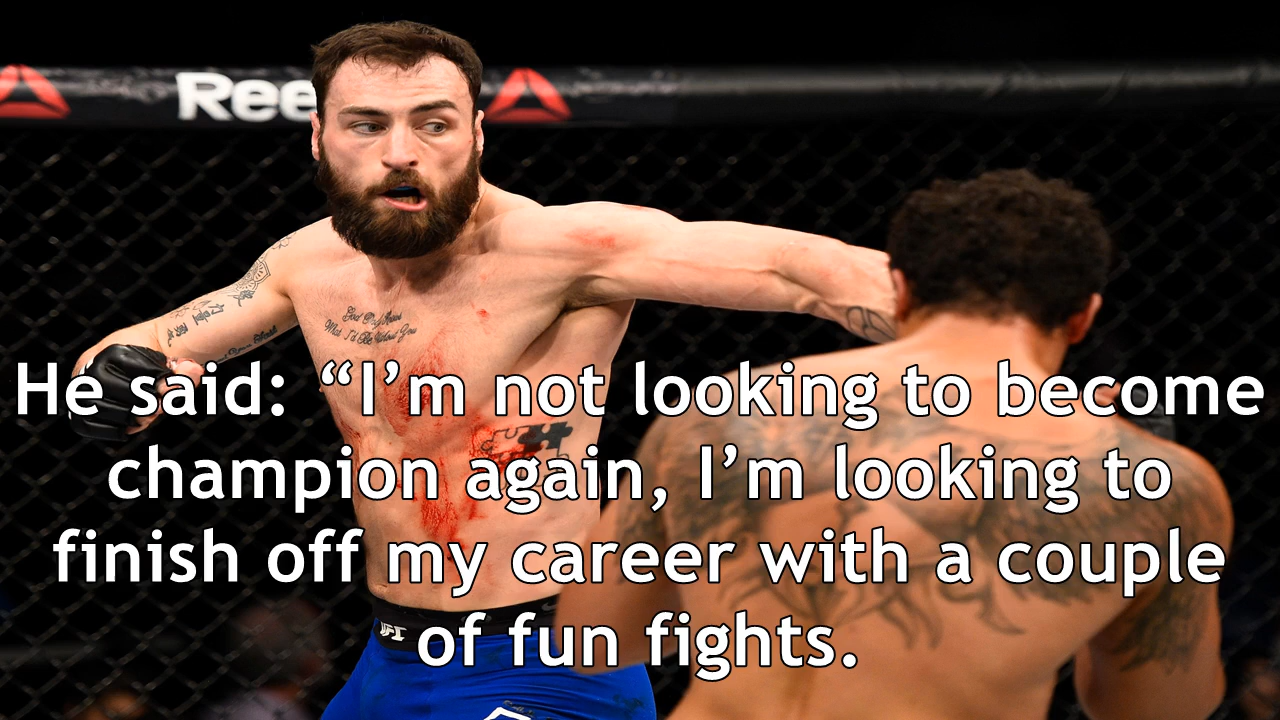 Ree
He said: “I’m not looking to become
champion again, I’m looking to
finish off my career with a couple
of fun fights.
UFC